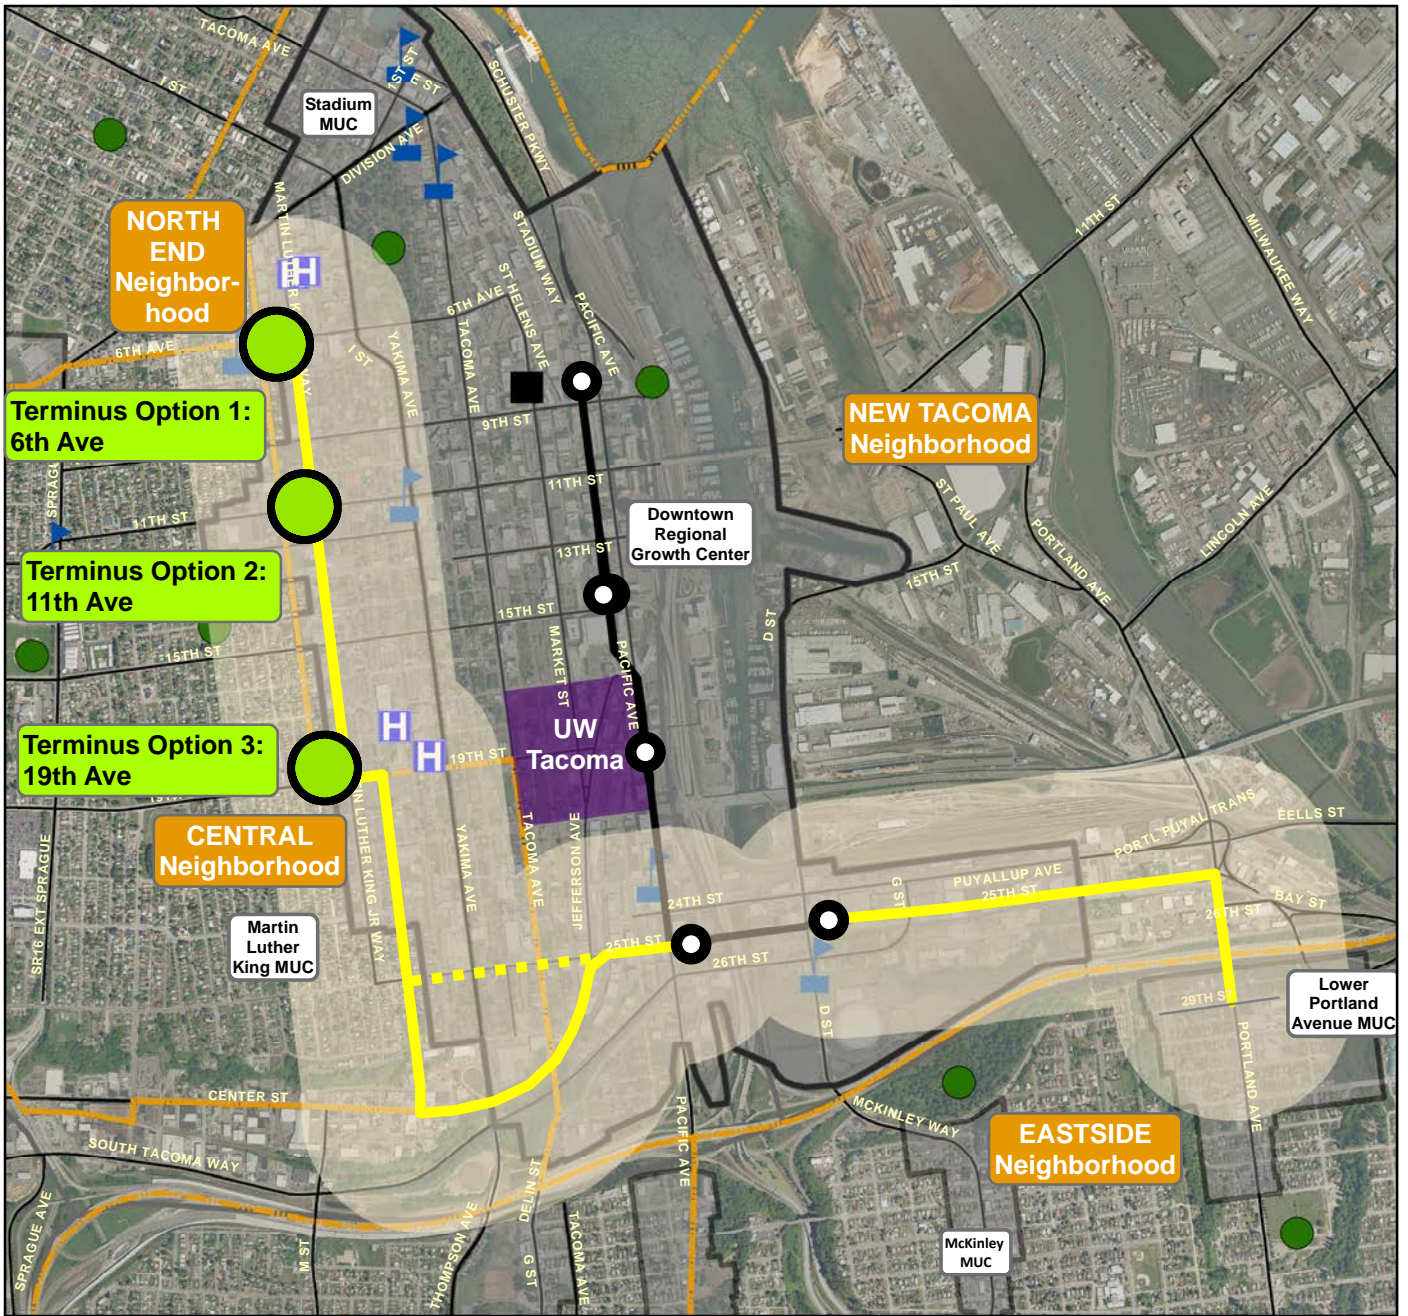 TACOMA AVE
I ST
1ST ST
E ST
SCHUSTER PKWY
Stadium
MUC
DIVISION AVE
11TH ST
MILWAUKEE WAY
NORTH
END
Neighbor-
hood
STADIUM WAY
ST HELENS AVE
PACIFIC AVE
6TH AVE
TACOMA AVE
YAKIMA AVE
I ST
6TH AVE
H
Terminus Option 1:
6th Ave
9TH ST
NEW TACOMA
Neighborhood
11TH ST
ST PAUL AVE
PORTLAND AVE
LINCOLN AVE
11TH ST
Downtown
Regional
Growth Center
13TH ST
15TH ST
Terminus Option 2:
11th Ave
15TH ST
MARKET ST
PACIFIC AVE
D ST
15TH ST
UW
Tacoma
H
H
19TH ST
Terminus Option 3:
19th Ave
CENTRAL
Neighborhood
SR16 EXT SPRAGUE
YAKIMA AVE
TACOMA AVE
JEFFERSON AVE
PORTL PUYAL TRANS
EELLS ST
PUYALLUP AVE
25TH ST
G ST
24TH ST
BAY ST
26TH ST
Martin
Luther
King MUC
25TH ST
26TH ST
D ST
29TH ST
Lower
Portland
Avenue MUC
PORTLAND AVE
CENTER ST
SOUTH TACOMA WAY
PACIFIC AVE
MCKINLEY WAY
EASTSIDE
Neighborhood
SPRAGUE AVE
M ST
THOMPSON AVE
DELIN ST
G ST
TACOMA AVE
McKinley
MUC